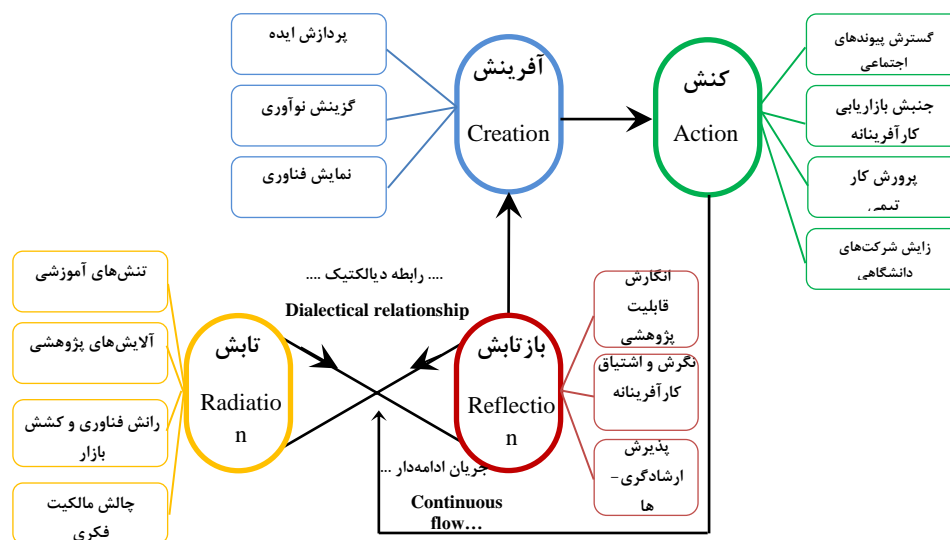 پردازش ایده
گزینش نوآوری
نمایش فناوری
آفرینش
Creation
کنش
Action
گسترش پیوندهای
اجتماعی
جنبش بازاریابی
کارآفرینانه
پرورش کار
تیمی
زایش شرکت‌های
دانشگاهی
.... رابطه دیالکتیک ....
Dialectical relationship
تنش‌های آموزشی
آلایش‌های پژوهشی
رانش فناوری و کشش
بازار
چالش مالکیت
فکری
تابش
Radiatio
n
بازتابش
Reflectio
n
انگارش
قابلیت
پژوهشی
نگرش و اشتیاق
کارآفرینانه
پذیرش
ارشادگری-
ها
جریان ادامه‌دار ...
Continuous
flow...